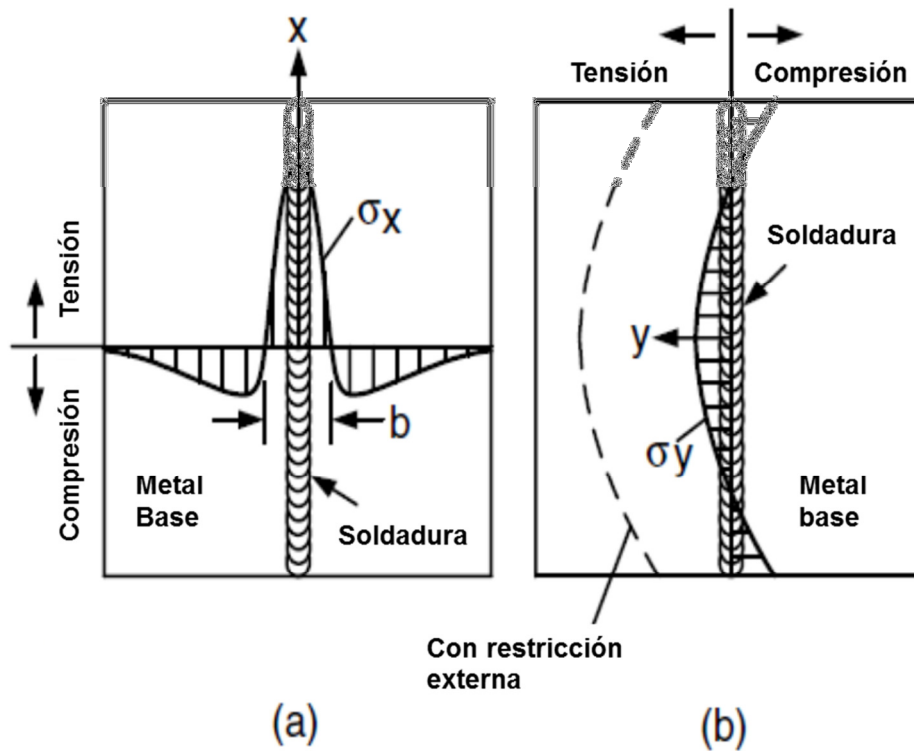 x
Tensión
Compresión
σx
b
Metal
Base
Soldadura
(a)
Tensión
Compresión
Soldadura
y
σy
Metal
base
Con restricción
externa
(b)